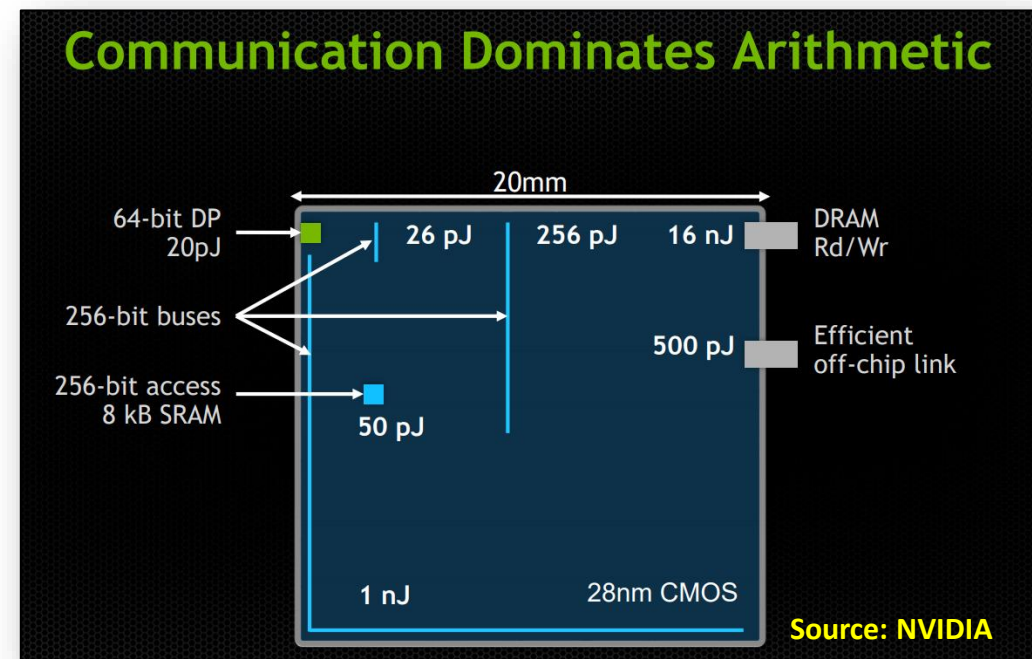 Communication Dominates Arithmetic
20mm
64-bit DP
20pJ
26 pJ
256 pJ
16 nJ
DRAM
Rd/Wr
256-bit buses
500 pJ
Efficient
off-chip link
256-bit access
8 kB SRAM
50 pJ
1 nJ
28nm CMOS
Source: NVIDIA